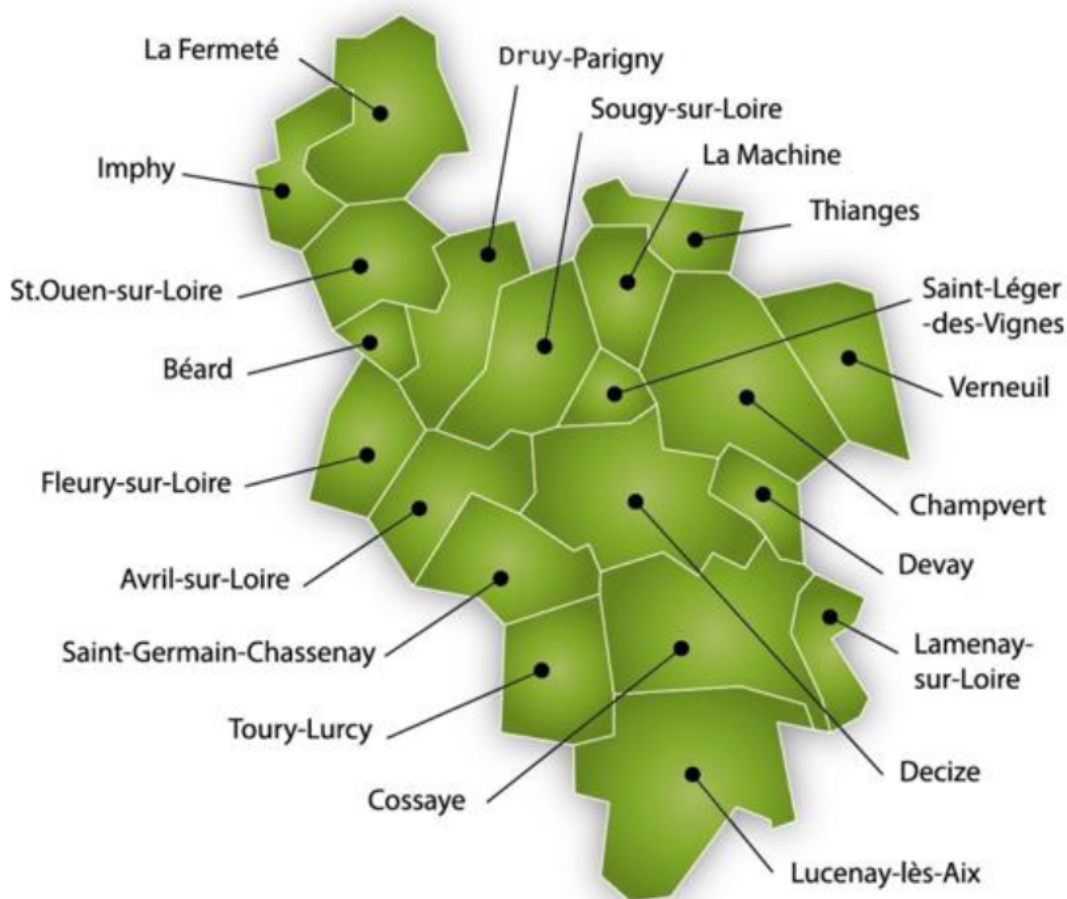 La Fermeté
Druy-Parigny
Sougy-sur-Loire
Imphy
La Machine
Thianges
St.Ouen-sur-Loire
Saint-Léger
-des-Vignes
Béard
Verneuil
Fleury-sur-Loire
Champvert
Avril-sur-Loire
Devay
Saint-Germain-Chassenay
Lamenay-
sur-Loire
Toury-Lurcy
Decize
Cossaye
Lucenay-lès-Aix